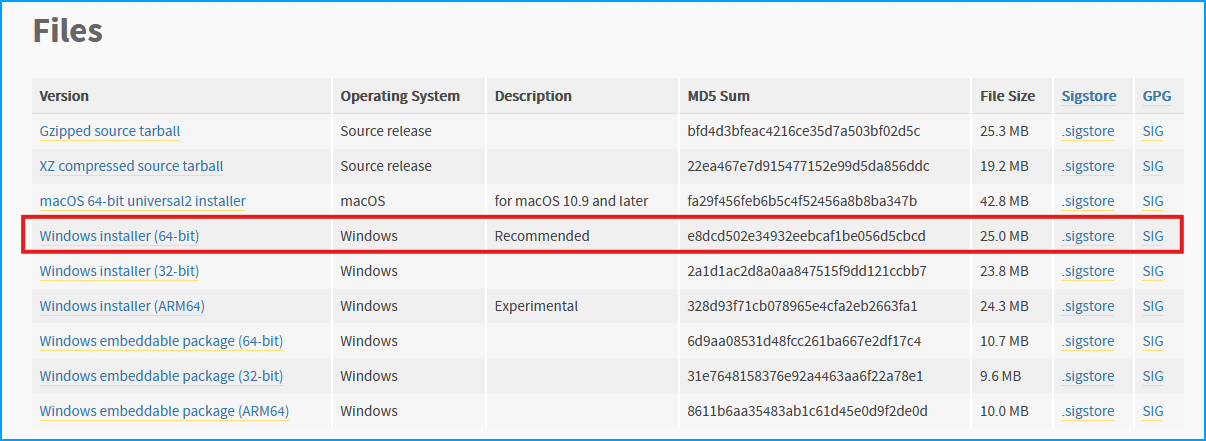 Files
Version Operating System Description MD5 Sum File Size Sigstore GPG
Gzipped source tarball Source release bfd4d3bfeac4216ce35d7a503bf02d5c 25.3 MB .sigstore SIG
XZ compressed source tarball Source release 22ea467e7d915477152e99d5da856ddc 19.2 MB .sigstore SIG
macOS 64-bit universal2 installer macOS for macOS 10.9 and later fa29f456feb6b5c4f52456a8b8ba347b 42.8 MB .sigstore SIG
Windows installer (64-bit) Windows Recommended e8dcd502e34932eebcaf1be056d5cbcd 25.0 MB .sigstore SIG
Windows installer (32-bit) Windows 2a1d1ac2d8a0aa847515f9dd121ccbb7 23.8 MB .sigstore SIG
Windows installer (ARM64) Windows Experimental 328d93f71cb078965e4cfa2eb2663fa1 24.3 MB .sigstore SIG
Windows embeddable package (64-bit) Windows 6d9aa08531d48fcc261ba667e2df17c4 10.7 MB .sigstore SIG
Windows embeddable package (32-bit) Windows 31e7648158376e92a4463aa6f22a78e1 9.6 MB .sigstore SIG
Windows embeddable package (ARM64) Windows 8611b6aa35483ab1c61d45e0d9f2de0d 10.0 MB .sigstore SIG